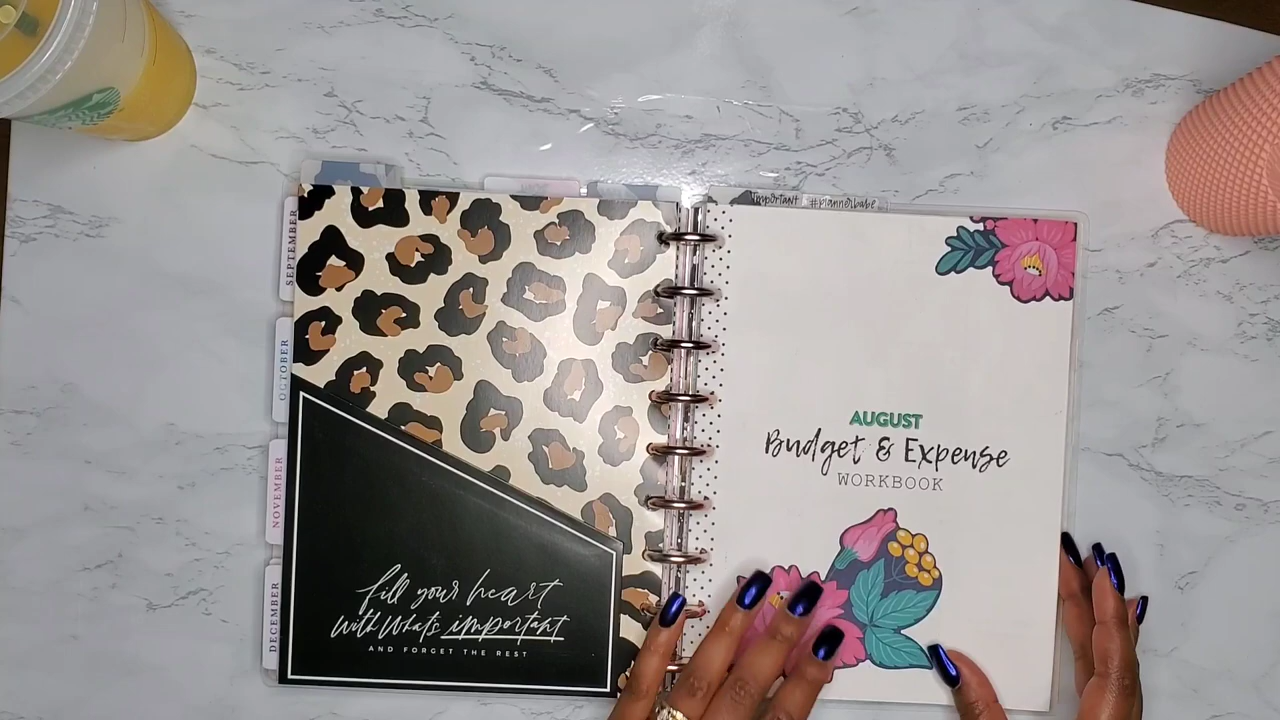 SEPTEMBER
OCTOBER
NOVEMBER
DECEMBER
fill your heart
with what's important
AND FORGET THE REST
important #plannerbabe
AUGUST
Budget & Expense
WORKBOOK